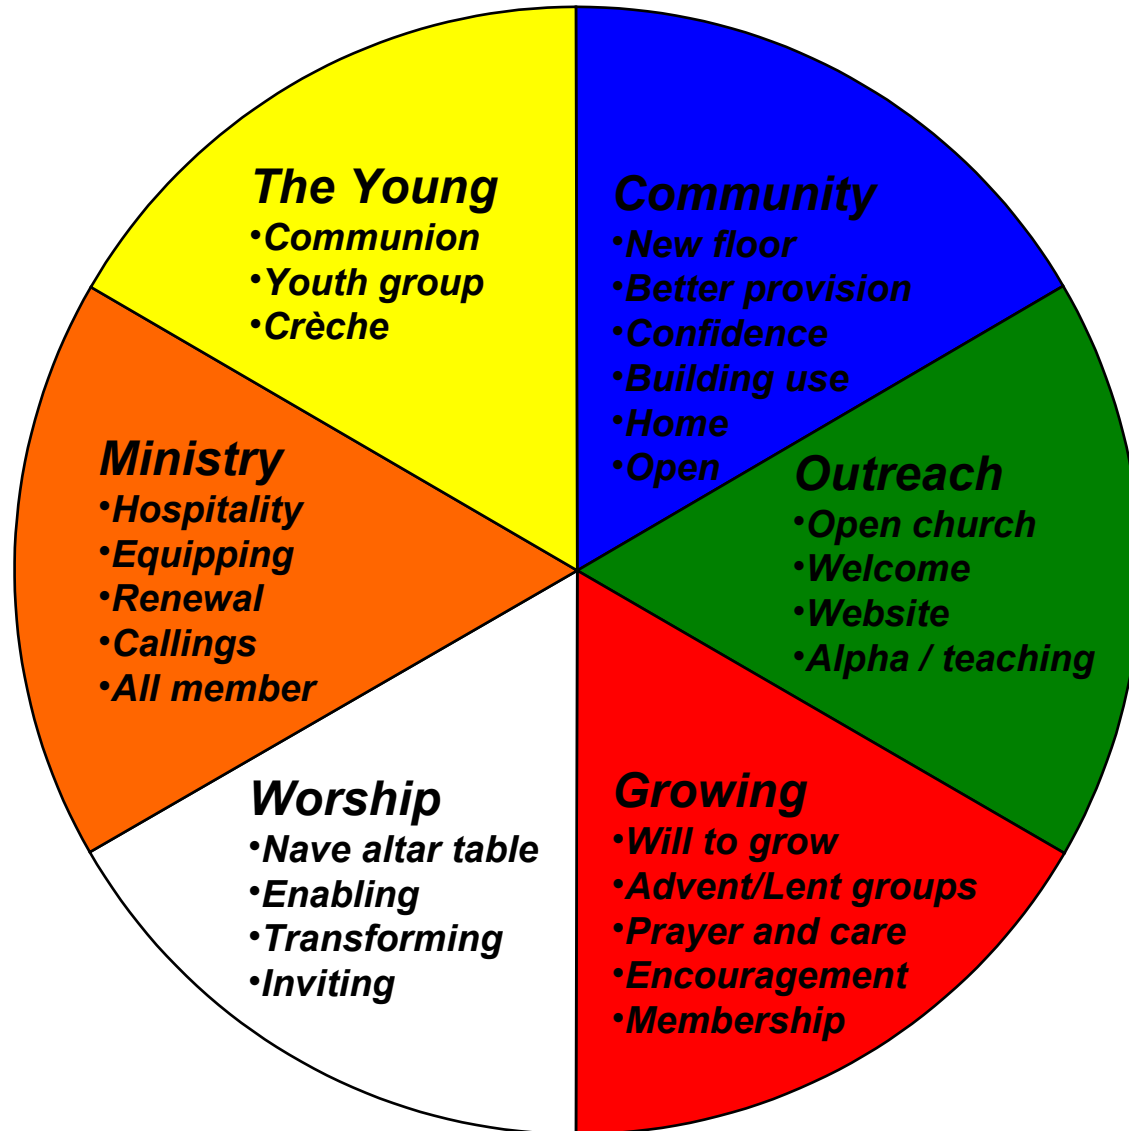 The Young
•Communion
•Youth group
•Crèche
Community
•New floor
•Better provision
•Confidence
•Building use
•Home
•Open
Ministry
•Hospitality
•Equipping
•Renewal
•Callings
•All member
Outreach
•Open church
•Welcome
•Website
•Alpha / teaching
Worship
•Nave altar table
•Enabling
•Transforming
•Inviting
Growing
•Will to grow
•Advent/Lent groups
•Prayer and care
•Encouragement
•Membership